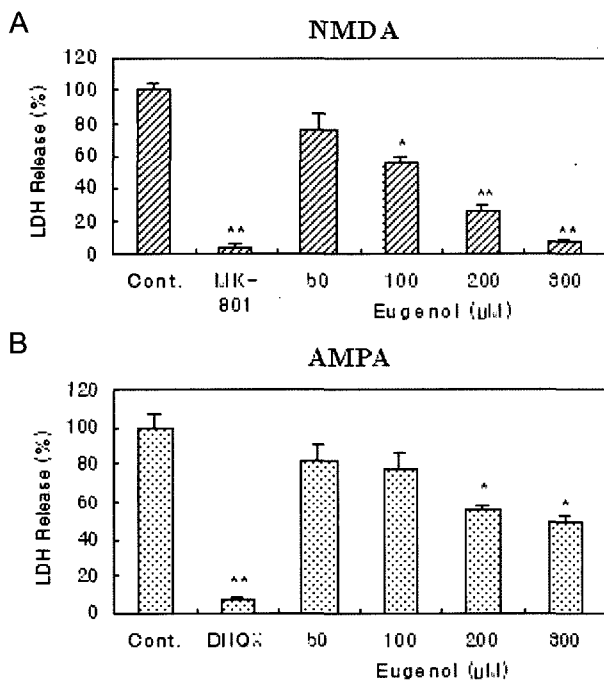 A
NMDA
LDH Release (%)
120
100
80
60
40
20
0
*
**
**
**
Cont. MK-801 50 100 200 300
Eugenol (μM)
B
AMPA
LDH Release (%)
120
100
80
60
40
20
0
**
*
*
Cont. DNQX 50 100 200 300
Eugenol (μM)